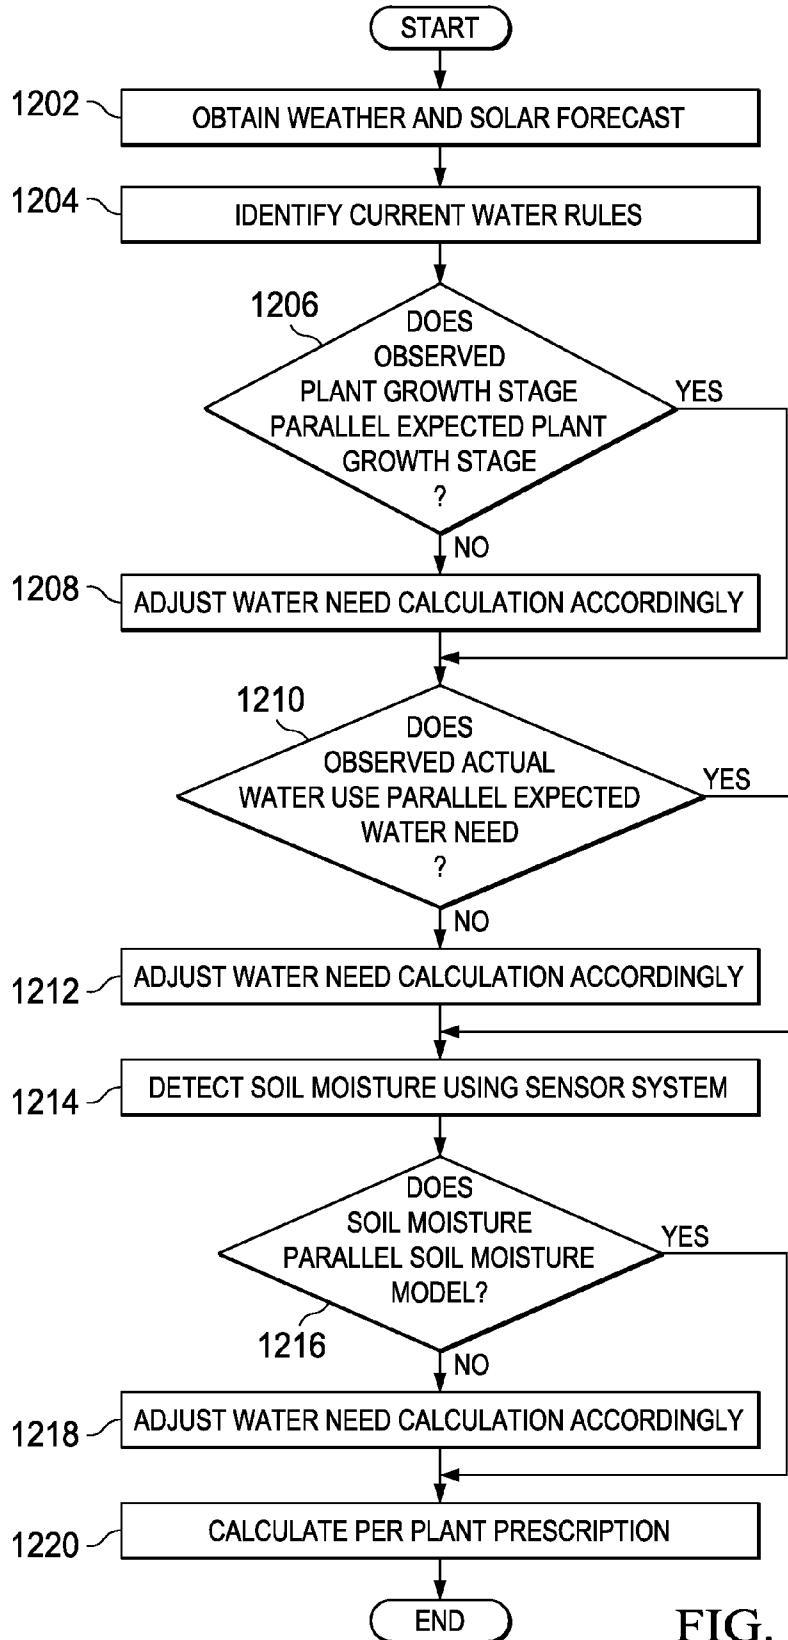 START
1202
OBTAIN WEATHER AND SOLAR FORECAST
1204
IDENTIFY CURRENT WATER RULES
1206
DOES
OBSERVED
PLANT GROWTH STAGE
PARALLEL EXPECTED PLANT
GROWTH STAGE
?
YES
NO
1208
ADJUST WATER NEED CALCULATION ACCORDINGLY
1210
DOES
OBSERVED ACTUAL
WATER USE PARALLEL EXPECTED
WATER NEED
?
YES
NO
1212
ADJUST WATER NEED CALCULATION ACCORDINGLY
1214
DETECT SOIL MOISTURE USING SENSOR SYSTEM
DOES
SOIL MOISTURE
PARALLEL SOIL MOISTURE
MODEL?
YES
1216
NO
1218
ADJUST WATER NEED CALCULATION ACCORDINGLY
1220
CALCULATE PER PLANT PRESCRIPTION
END
FIG.